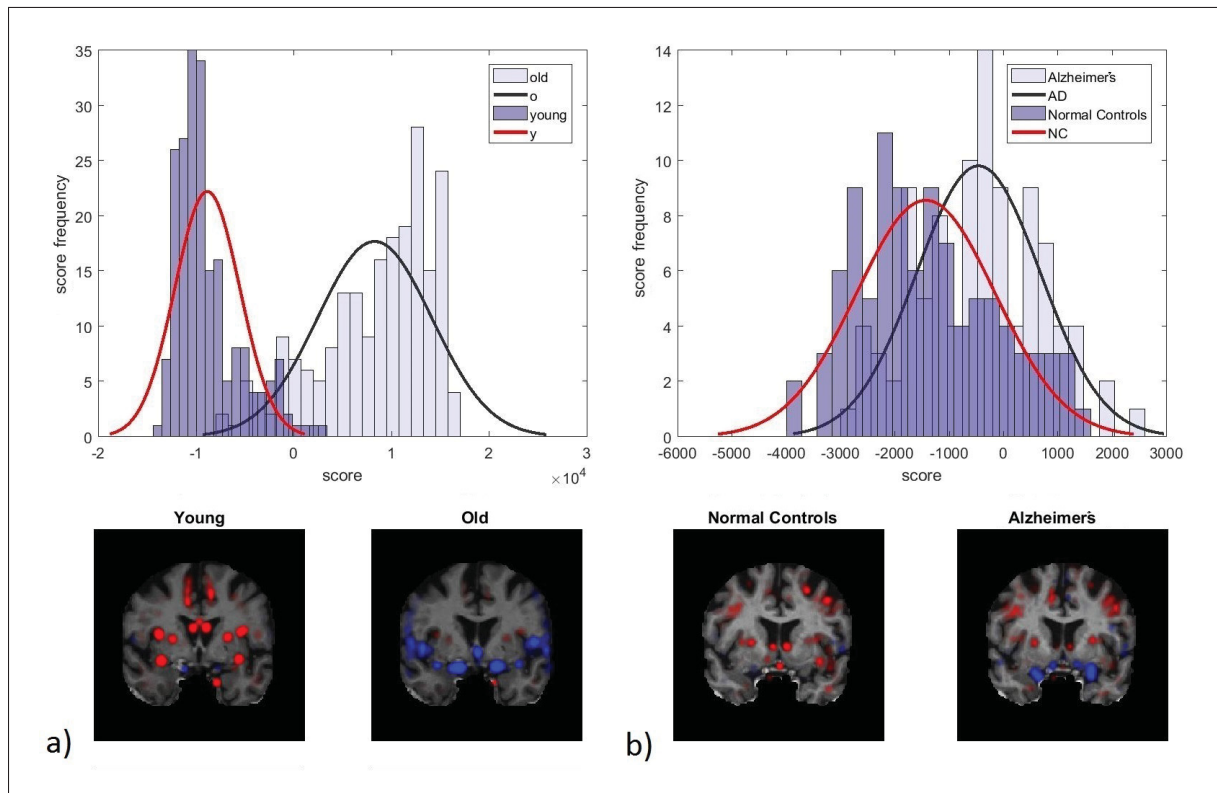 35
30
25
20
15
10
5
0
score frequency
-2 -1 0 1 2 3
×10⁴
score
old
o
young
y
14
12
10
8
6
4
2
0
score frequency
-6000 -5000 -4000 -3000 -2000 -1000 0 1000 2000 3000
score
Alzheimer's
AD
Normal Controls
NC
Young
Old
a)
Normal Controls
Alzheimer's
b)